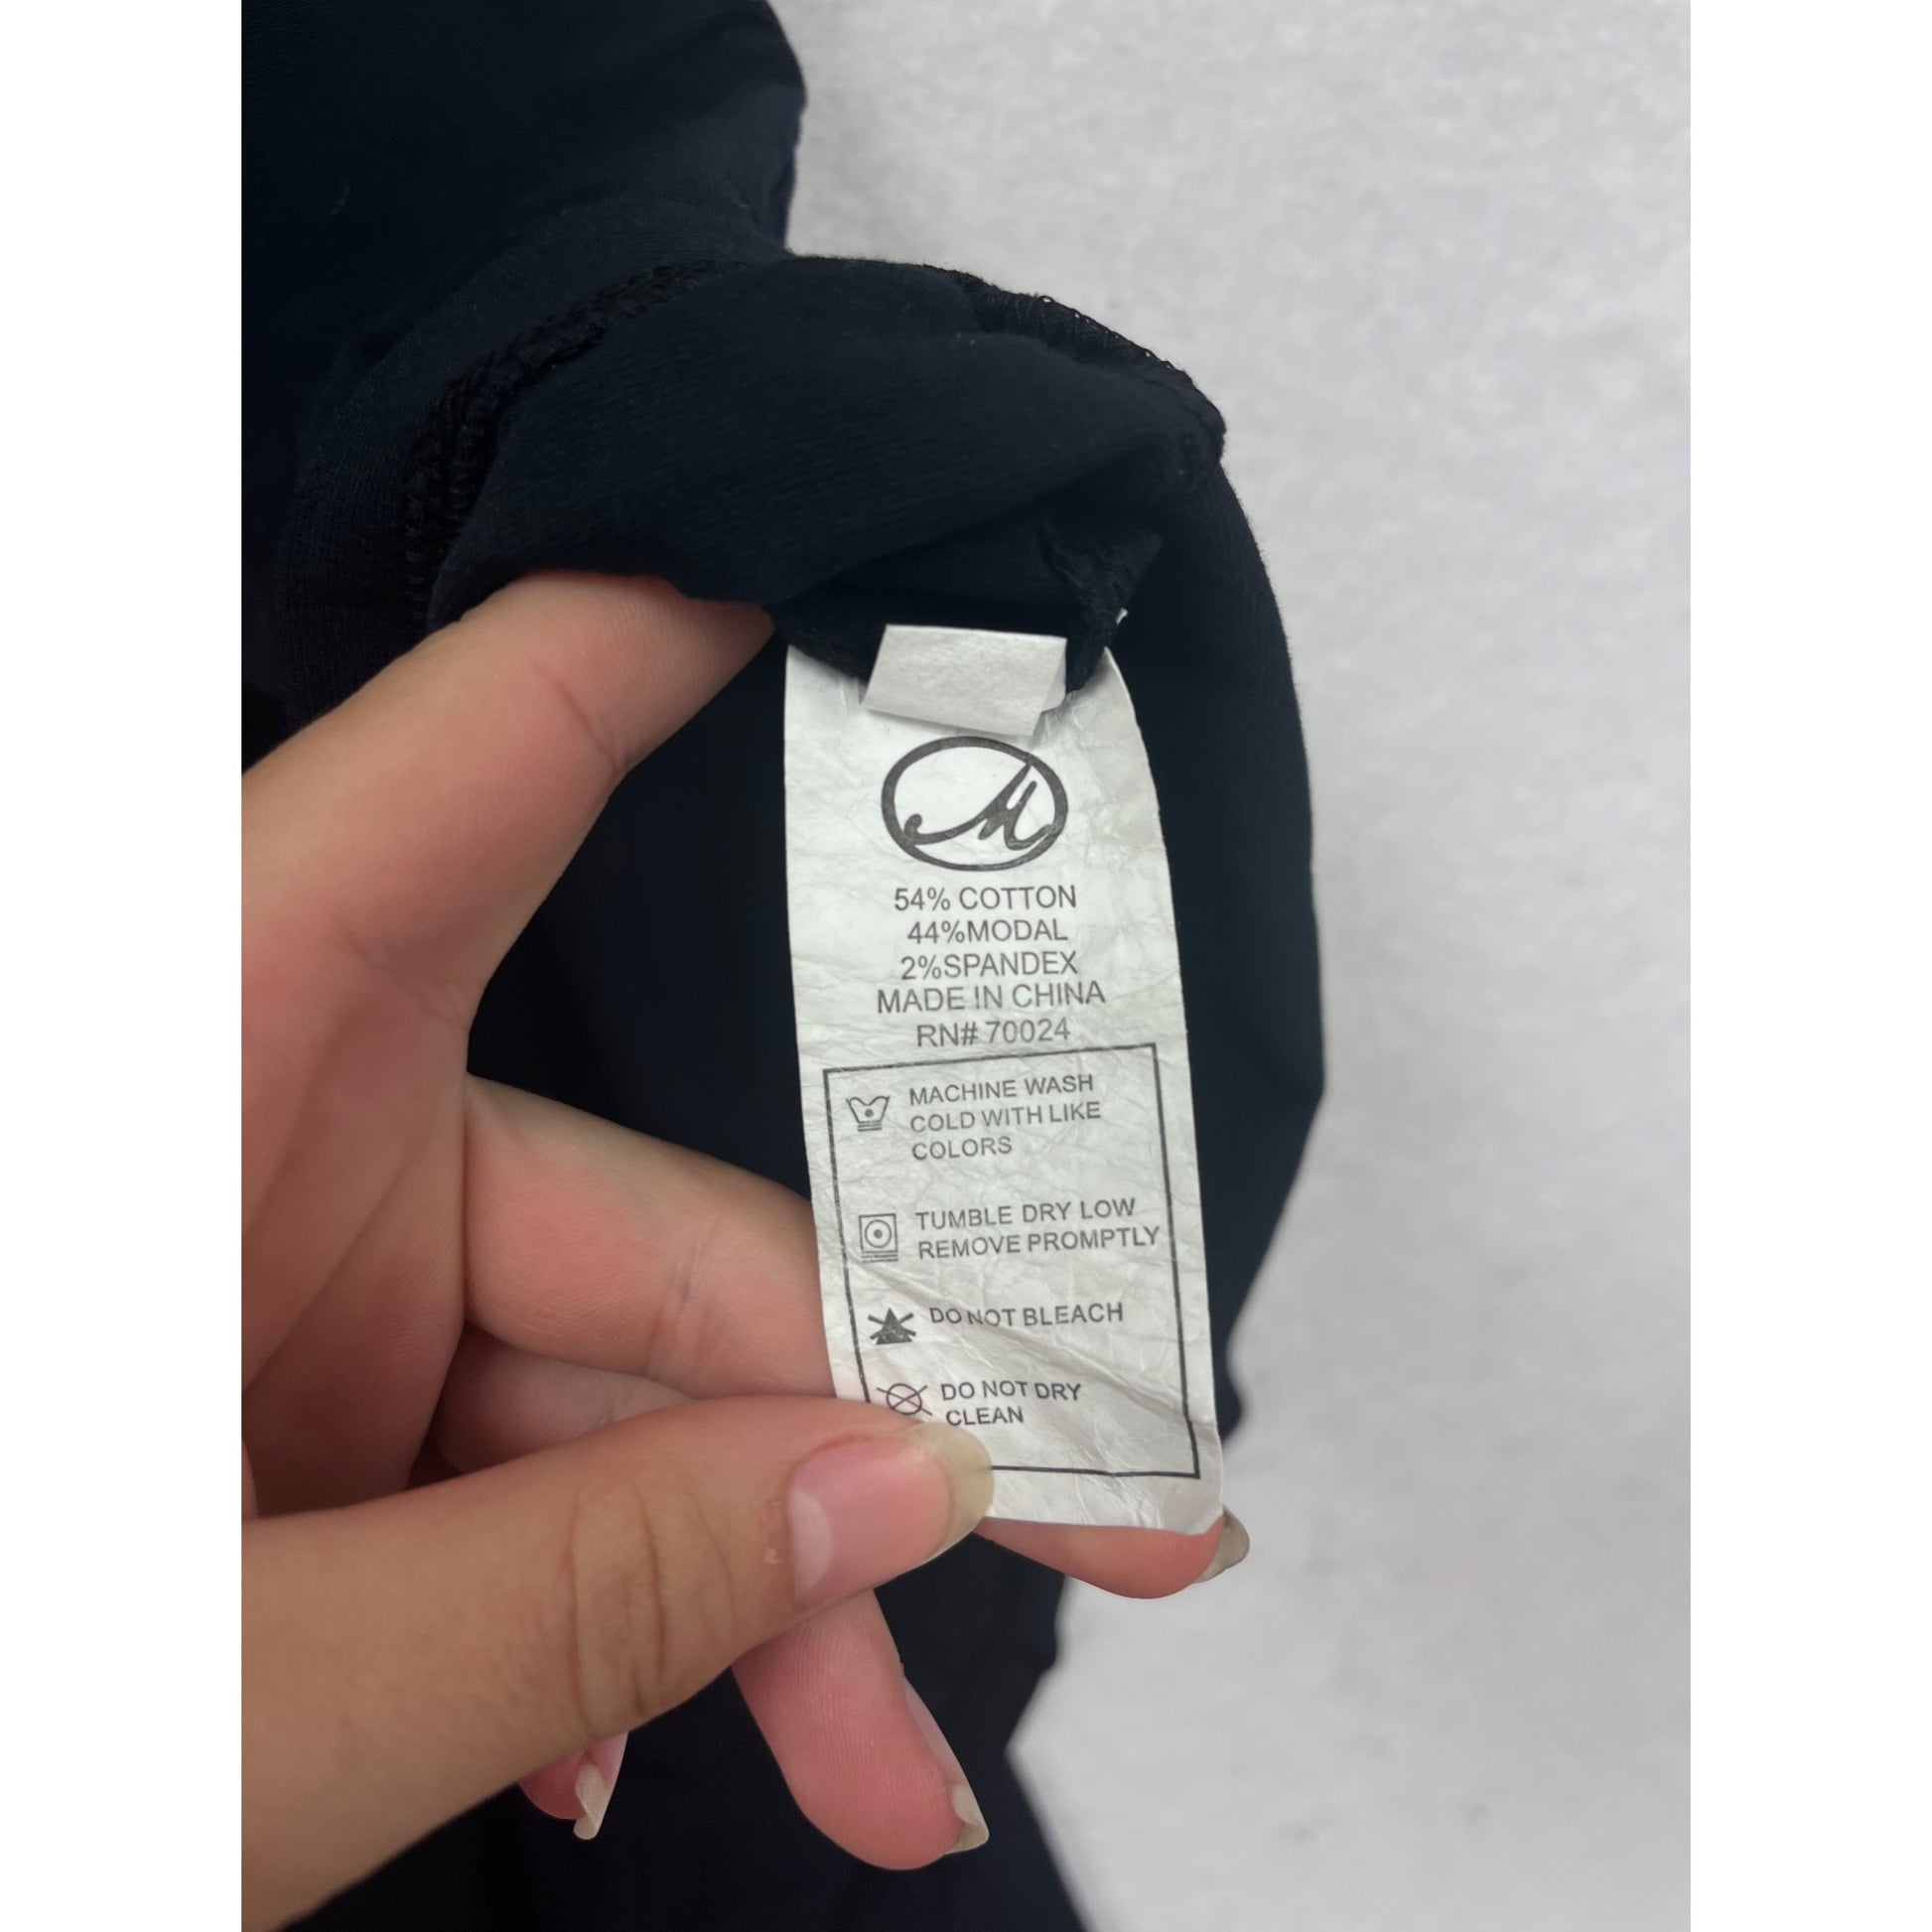 M
54% COTTON
44%MODAL
2%SPANDEX
MADE IN CHINA
RN# 70024
MACHINE WASH
COLD WITH LIKE
COLORS
TUMBLE DRY LOW
REMOVE PROMPTLY
DO NOT BLEACH
DO NOT DRY
CLEAN